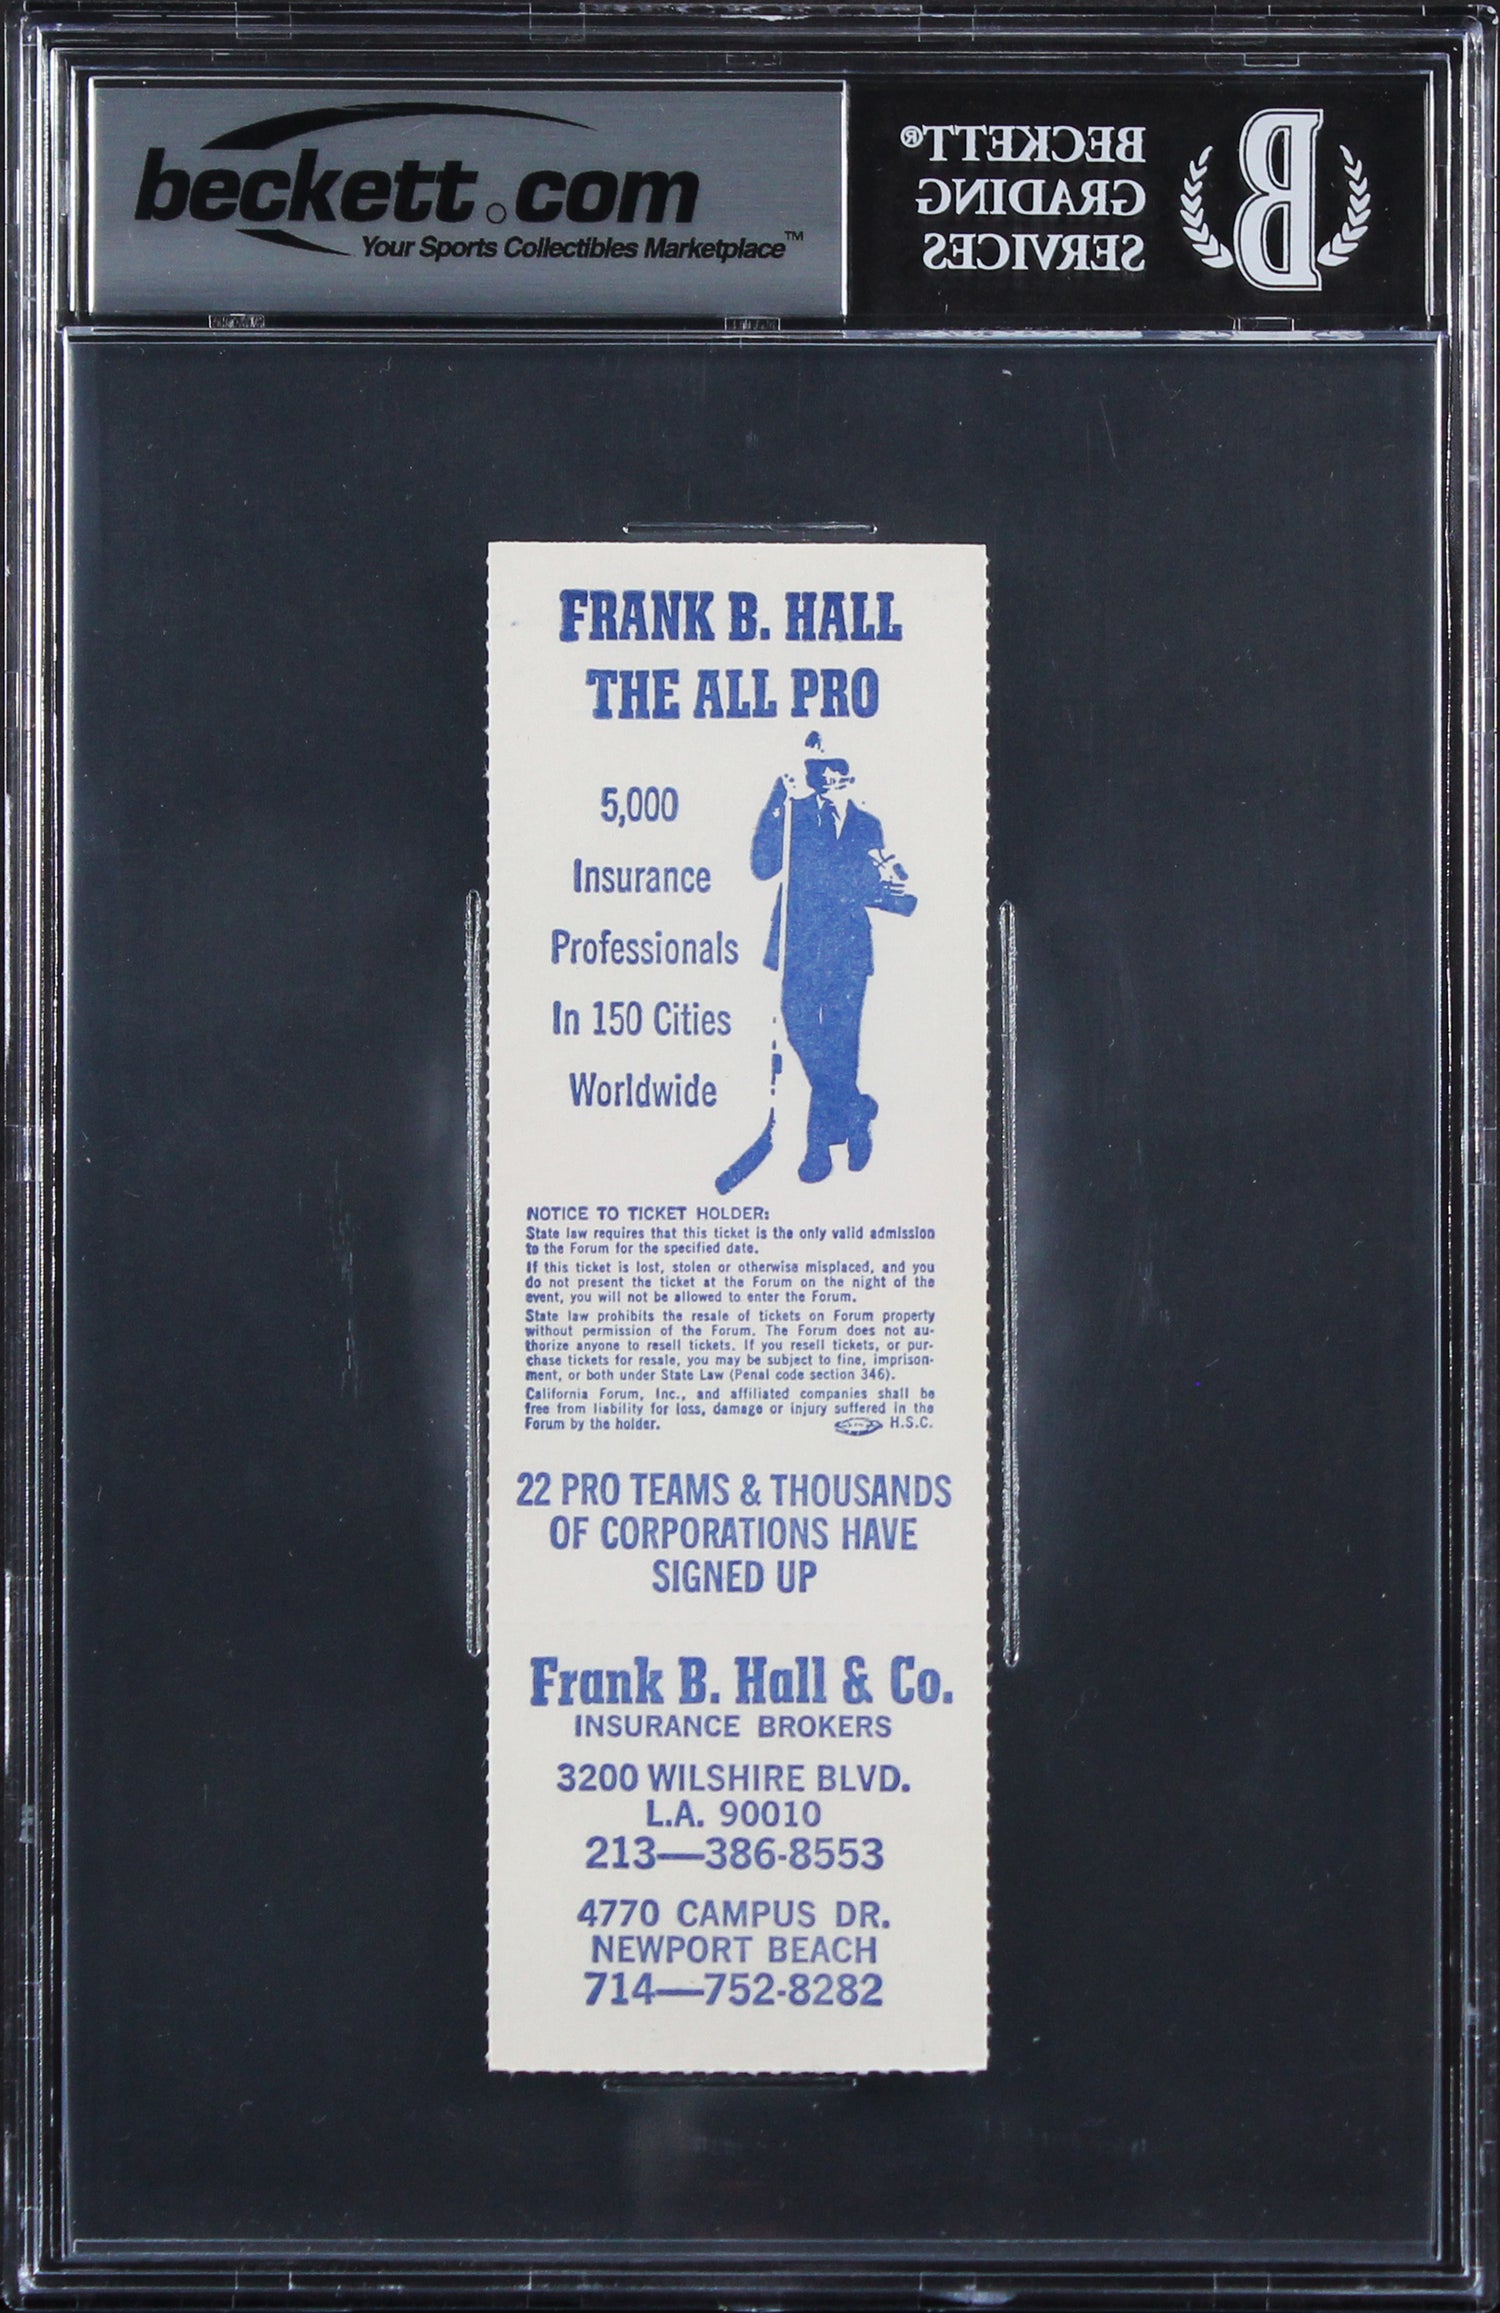 beckett.com
Your Sports Collectibles Marketplace™
BECKETT®
GRADING
SERVICES
B
FRANK B. HALL
THE ALL PRO
5,000
Insurance
Professionals
In 150 Cities
Worldwide
NOTICE TO TICKET HOLDER:
State law requires that this ticket is the only valid admission
to the Forum for the specified date.
If this ticket is lost, stolen or otherwise misplaced, and you
do not present the ticket at the Forum on the night of the
event, you will not be allowed to enter the Forum.
State law prohibits the resale of tickets on Forum property
without permission of the Forum. The Forum does not au-
thorize anyone to resell tickets. If you resell tickets, or pur-
chase tickets for resale, you may be subject to fine, imprison-
ment, or both under State Law (Penal code section 346).
California Forum, Inc., and affiliated companies shall be
free from liability for loss, damage or injury suffered in the
Forum by the holder.
H.S.C.
22 PRO TEAMS & THOUSANDS
OF CORPORATIONS HAVE
SIGNED UP
Frank B. Hall & Co.
INSURANCE BROKERS
3200 WILSHIRE BLVD.
L.A. 90010
213—386-8553
4770 CAMPUS DR.
NEWPORT BEACH
714—752-8282